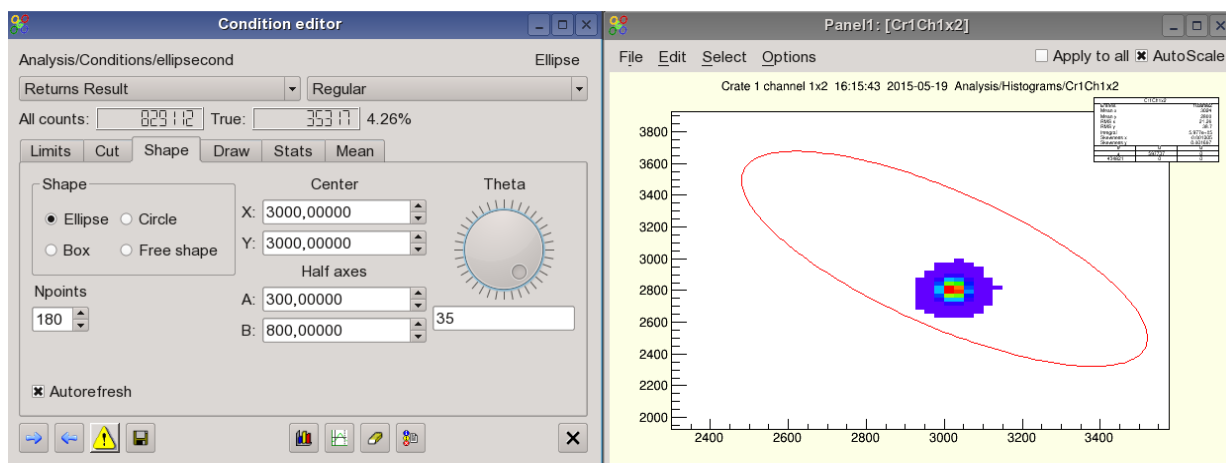 Condition editor
Analysis/Conditions/ellipsecond Ellipse
Returns Result Regular
All counts: 829112 True: 35317 4.26%
Limits Cut Shape Draw Stats Mean
Shape Center Theta
Ellipse Circle X: 3000,00000
Box Free shape Y: 3000,00000
Half axes
Npoints A: 300,00000
180 B: 800,00000 35
Autorefresh
Panel1: [Cr1Ch1x2]
File Edit Select Options Apply to all AutoScale
Crate 1 channel 1x2 16:15:43 2015-05-19 Analysis/Histograms/Cr1Ch1x2
Cr1Ch1x2
3800
3600
3400
3200
3000
2800
2600
2400
2200
2000
2400 2600 2800 3000 3200 3400